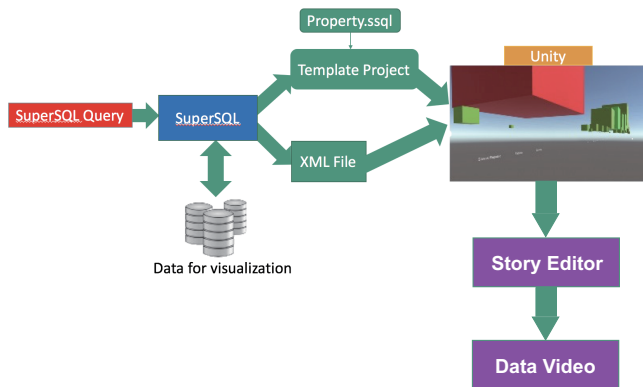 Property.ssql
Template Project
Unity
SuperSQL Query
SuperSQL
XML File
Data for visualization
Story Editor
Data Video